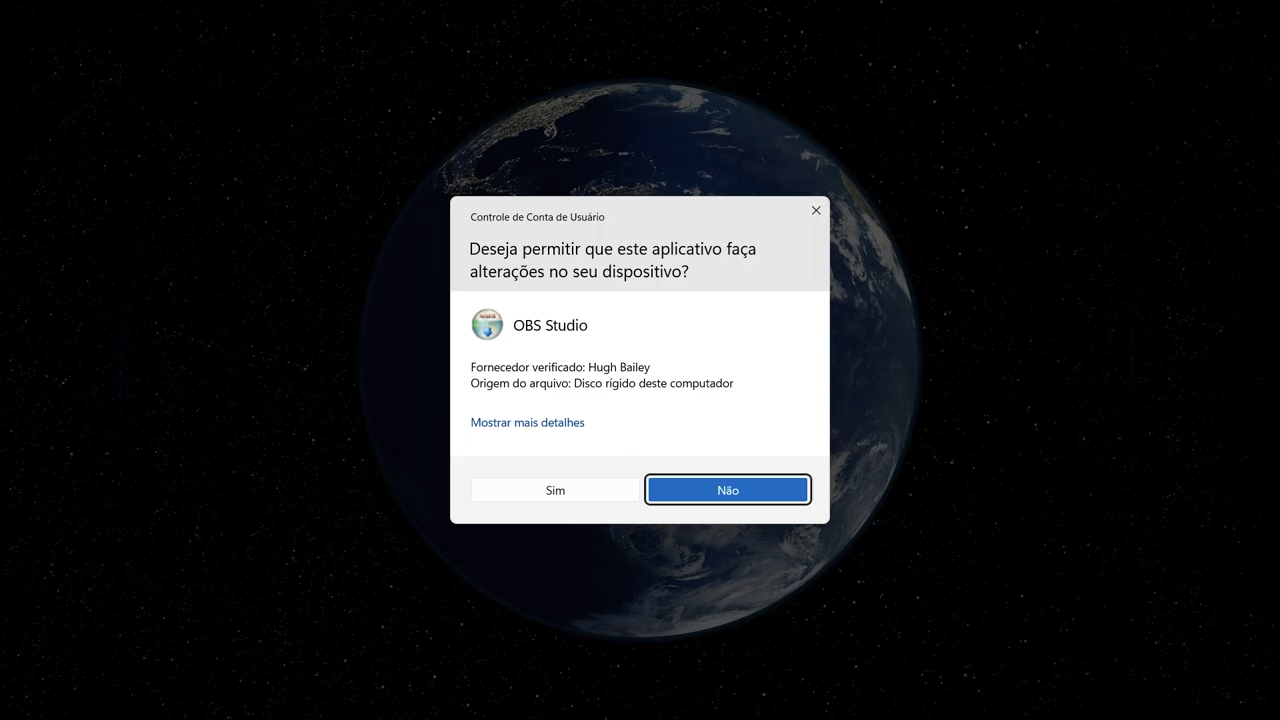 Controle de Conta de Usuário
Deseja permitir que este aplicativo faça
alterações no seu dispositivo?
OBS Studio
Fornecedor verificado: Hugh Bailey
Origem do arquivo: Disco rígido deste computador
Mostrar mais detalhes
Sim
Não